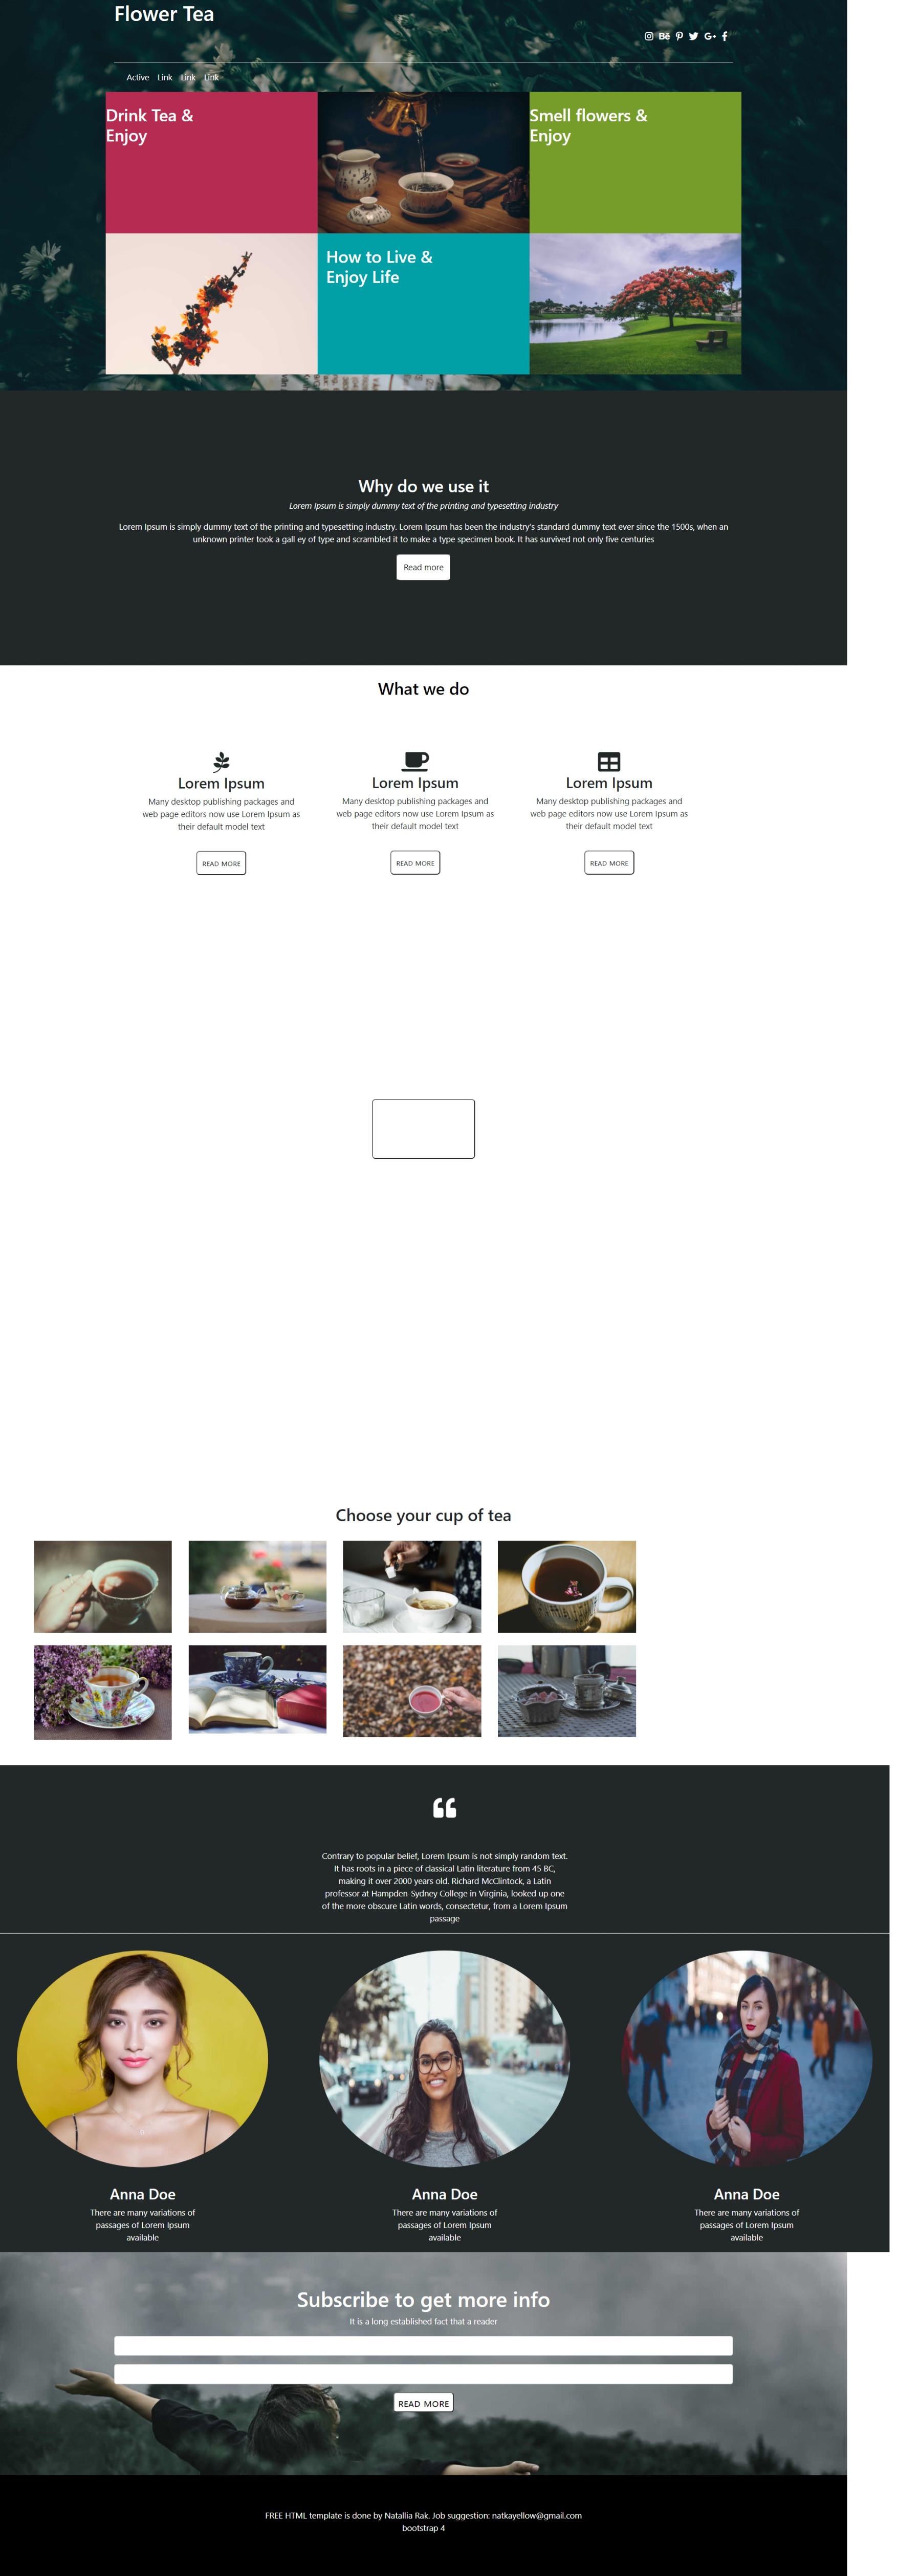 Flower Tea
Active Link Link Link
Drink Tea &
Enjoy
Smell flowers &
Enjoy
How to Live &
Enjoy Life
Why do we use it
Lorem Ipsum is simply dummy text of the printing and typesetting industry
Lorem Ipsum is simply dummy text of the printing and typesetting industry. Lorem Ipsum has been the industry's standard dummy text ever since the 1500s, when an
unknown printer took a gall ey of type and scrambled it to make a type specimen book. It has survived not only five centuries
Read more
What we do
Lorem Ipsum
Many desktop publishing packages and
web page editors now use Lorem Ipsum as
their default model text
READ MORE
Lorem Ipsum
Many desktop publishing packages and
web page editors now use Lorem Ipsum as
their default model text
READ MORE
Lorem Ipsum
Many desktop publishing packages and
web page editors now use Lorem Ipsum as
their default model text
READ MORE
Choose your cup of tea
Contrary to popular belief, Lorem Ipsum is not simply random text.
It has roots in a piece of classical Latin literature from 45 BC,
making it over 2000 years old. Richard McClintock, a Latin
professor at Hampden-Sydney College in Virginia, looked up one
of the more obscure Latin words, consectetur, from a Lorem Ipsum
passage
Anna Doe
There are many variations of
passages of Lorem Ipsum
available
Anna Doe
There are many variations of
passages of Lorem Ipsum
available
Anna Doe
There are many variations of
passages of Lorem Ipsum
available
Subscribe to get more info
It is a long established fact that a reader
READ MORE
FREE HTML template is done by Natallia Rak. Job suggestion: natkayellow@gmail.com
bootstrap 4